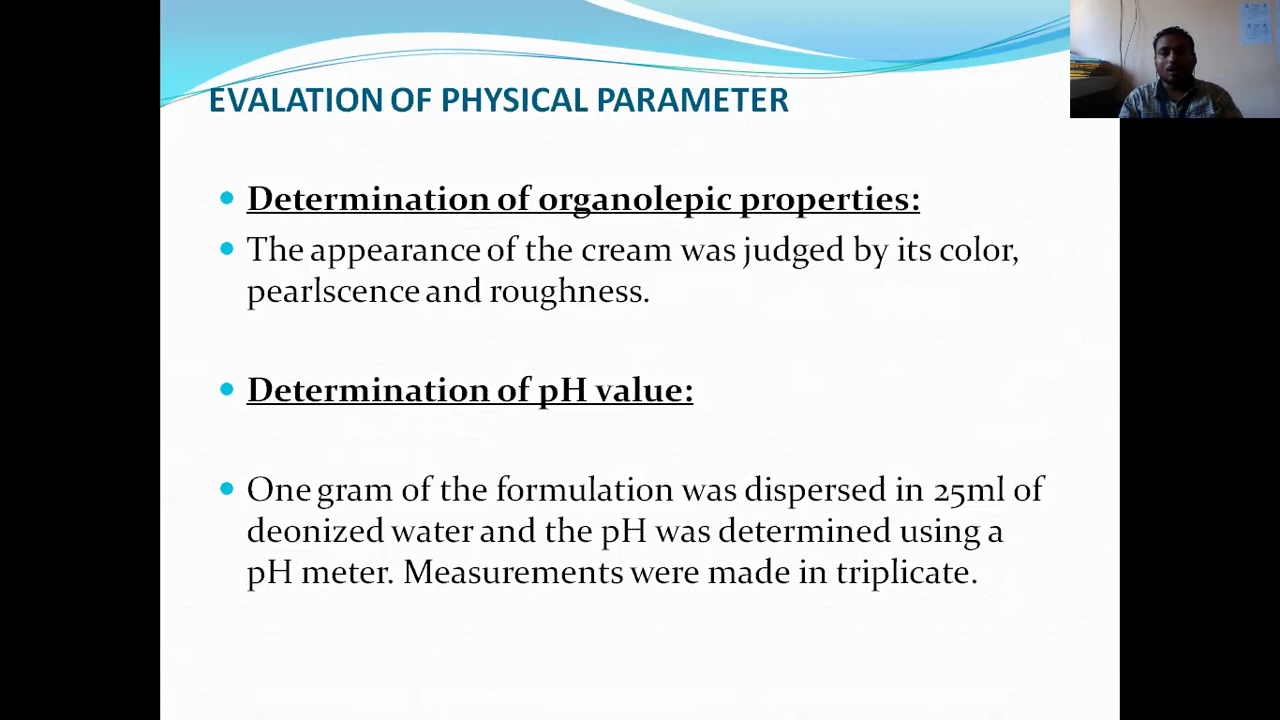 EVALATION OF PHYSICAL PARAMETER
Determination of organolepic properties:
The appearance of the cream was judged by its color,
pearlscence and roughness.
Determination of pH value:
One gram of the formulation was dispersed in 25ml of
deonized water and the pH was determined using a
pH meter. Measurements were made in triplicate.